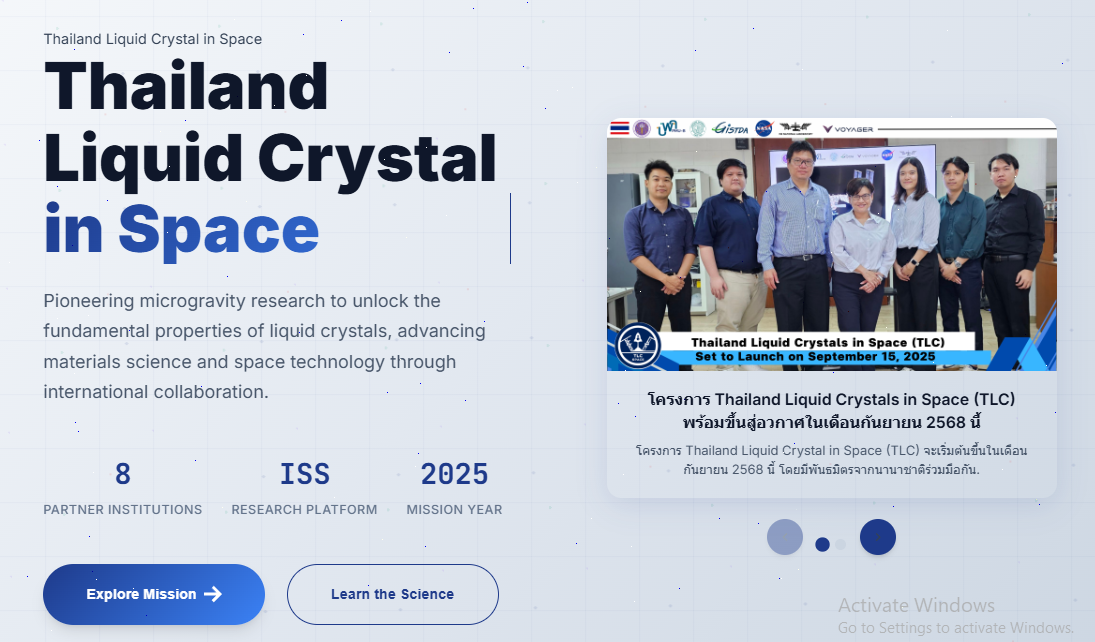 Thailand Liquid Crystal in Space
Thailand
Liquid Crystal
in Space
Pioneering microgravity research to unlock the
fundamental properties of liquid crystals, advancing
materials science and space technology through
international collaboration.
8
PARTNER INSTITUTIONS
ISS
RESEARCH PLATFORM
2025
MISSION YEAR
Explore Mission
Learn the Science
GISTDA
NASA
VOYAGER
TLC
SPACE
Thailand Liquid Crystals in Space (TLC)
Set to Launch on September 15, 2025
โครงการ Thailand Liquid Crystals in Space (TLC)
พร้อมขึ้นสู่อวกาศในเดือนกันยายน 2568 นี้
โครงการ Thailand Liquid Crystal in Space (TLC) จะเริ่มต้นขึ้นในเดือน
กันยายน 2568 นี้ โดยมีพันธมิตรจากนานาชาติร่วมมือกัน.
Activate Windows
Go to Settings to activate Windows.